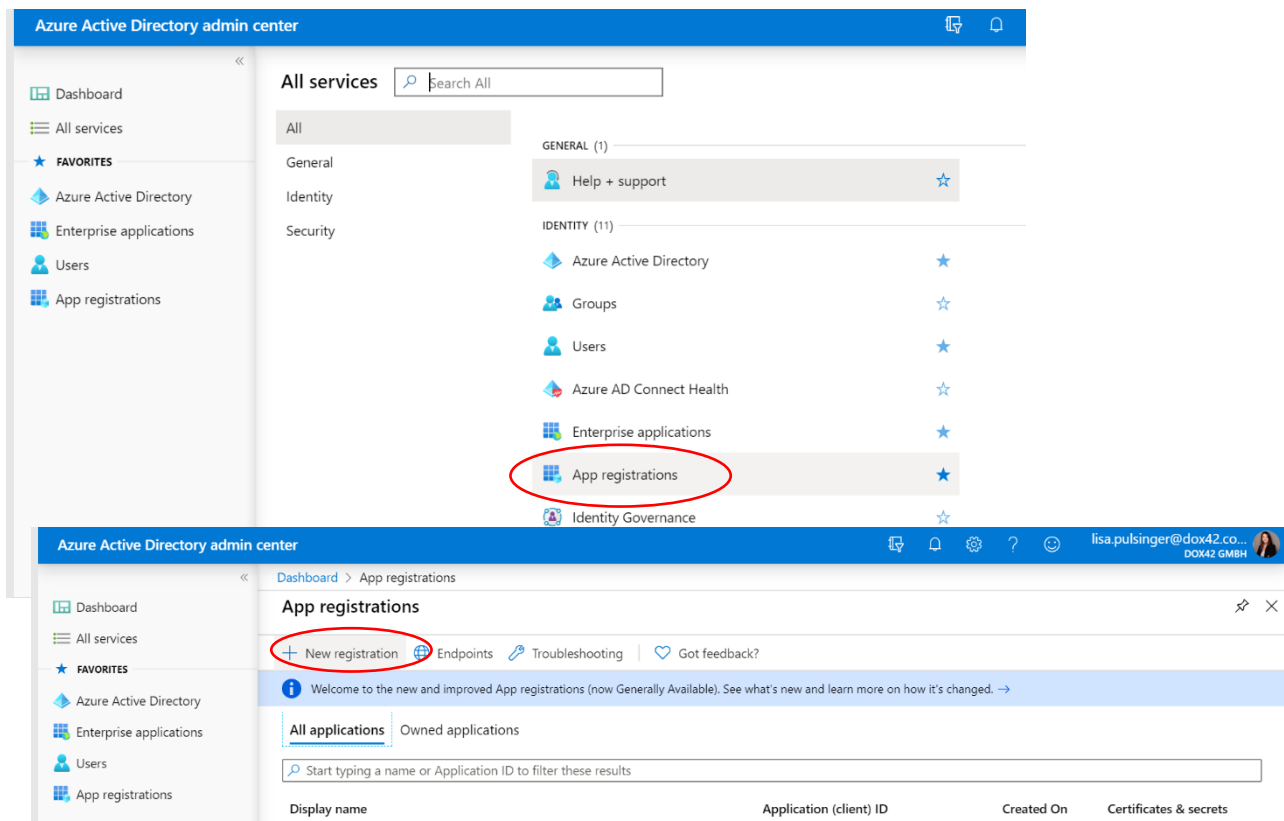 Azure Active Directory admin center
«
Dashboard
All services
FAVORITES
Azure Active Directory
Enterprise applications
Users
App registrations
All services
Search All
All
General
Identity
Security
GENERAL (1)
Help + support
IDENTITY (11)
Azure Active Directory
Groups
Users
Azure AD Connect Health
Enterprise applications
App registrations
Identity Governance
Azure Active Directory admin center
lisa.pulsinger@dox42.co...
DOX42 GMBH
«
Dashboard
All services
FAVORITES
Azure Active Directory
Enterprise applications
Users
App registrations
Dashboard > App registrations
App registrations
+ New registration Endpoints Troubleshooting Got feedback?
Welcome to the new and improved App registrations (now Generally Available). See what's new and learn more on how it's changed. →
All applications Owned applications
Start typing a name or Application ID to filter these results
Display name Application (client) ID Created On Certificates & secrets